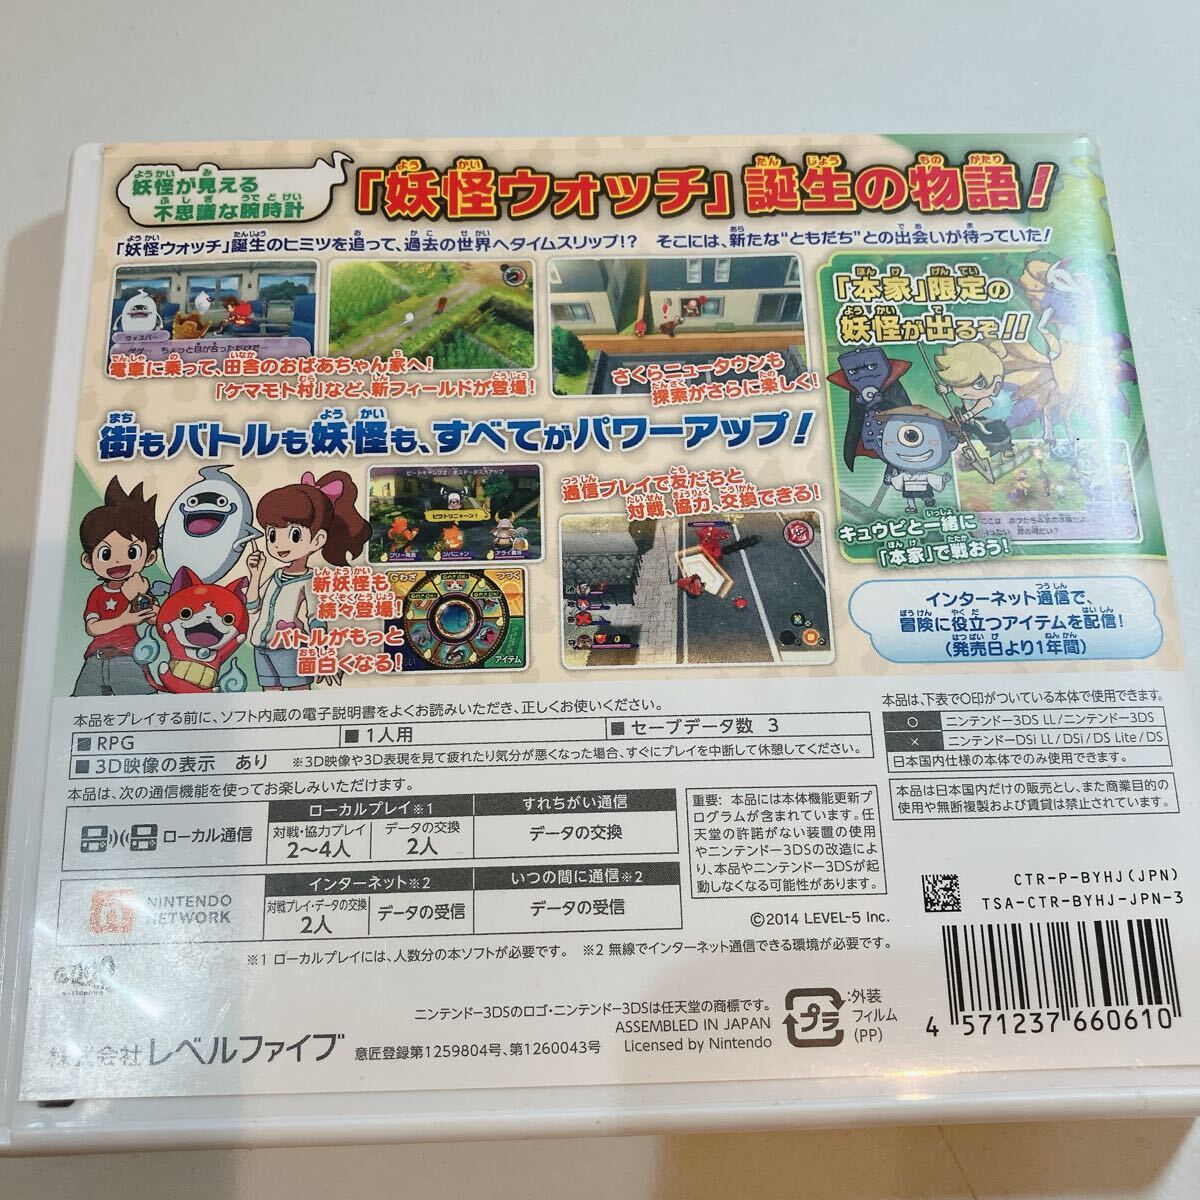 妖怪が見える
不思議な腕時計
「妖怪ウォッチ」誕生の物語！
「妖怪ウォッチ」誕生のヒミツを追って、過去の世界へタイムスリップ!? そこには、新たな“ともだち”との出会いが待っていた！
ウィスパー
電車に乗って、田舎のおばあちゃん家へ！
「ケマモト村」など、新フィールドが登場！
さくらニュータウンも
探索がさらに楽しく！
「本家」限定の
妖怪が出るぞ!!
キュウビと一緒に
「本家」で戦おう！
街もバトルも妖怪も、すべてがパワーアップ！
新妖怪も
続々登場！
バトルがもっと
面白くなる！
ジバニャン
つつく
アイテム
通信プレイで友だちと
対戦、協力、交換できる！
インターネット通信で、
冒険に役立つアイテムを配信！
（発売日より1年間）
本品をプレイする前に、ソフト内蔵の電子説明書をよくお読みいただき、正しくお使いください。
■ RPG
■ 1人用
■ セーブデータ数 3
■ 3D映像の表示 あり ※3D映像や3D表現を見て疲れたり気分が悪くなった場合、すぐにプレイを中断して休憩してください。
本品は、次の通信機能を使ってお楽しみいただけます。
ローカル通信
ローカルプレイ※1
すれちがい通信
対戦・協力プレイ
2～4人
データの交換
2人
データの交換
NINTENDO
NETWORK
インターネット※2
いつの間に通信※2
対戦プレイ・データの交換
2人
データの受信
データの受信
※1 ローカルプレイには、人数分の本ソフトが必要です。 ※2 無線でインターネット通信できる環境が必要です。
重要: 本品には本体機能更新プ
ログラムが含まれています。任
天堂の許諾がない装置の使用
やニンテンドー3DSの改造によ
り、本品やニンテンドー3DSが起
動しなくなる可能性があります。
©2014 LEVEL-5 Inc.
本品は、下表で〇印がついている本体で使用できます。
〇 ニンテンドー3DS LL / ニンテンドー3DS
× ニンテンドーDSi LL / DSi / DS Lite / DS
日本国内仕様の本体でのみ使用できます。
本品は日本国内だけの販売とし、また商業目的の
使用や無断複製および賃貸は禁止されています。
CTR-P-BYHJ(JPN)
TSA-CTR-BYHJ-JPN-3
4 571237 660610
ニンテンドー3DSのロゴ・ニンテンドー3DSは任天堂の商標です。
ASSEMBLED IN JAPAN
Licensed by Nintendo
プラ
:外装
フィルム
(PP)
株式会社レベルファイブ
意匠登録第1259804号、第1260043号